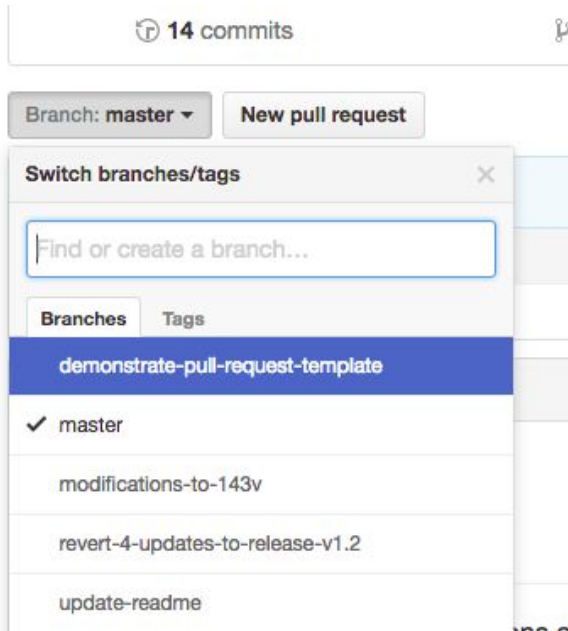 14 commits
Branch: master
New pull request
Switch branches/tags
Find or create a branch...
Branches
Tags
demonstrate-pull-request-template
master
modifications-to-143v
revert-4-updates-to-release-v1.2
update-readme